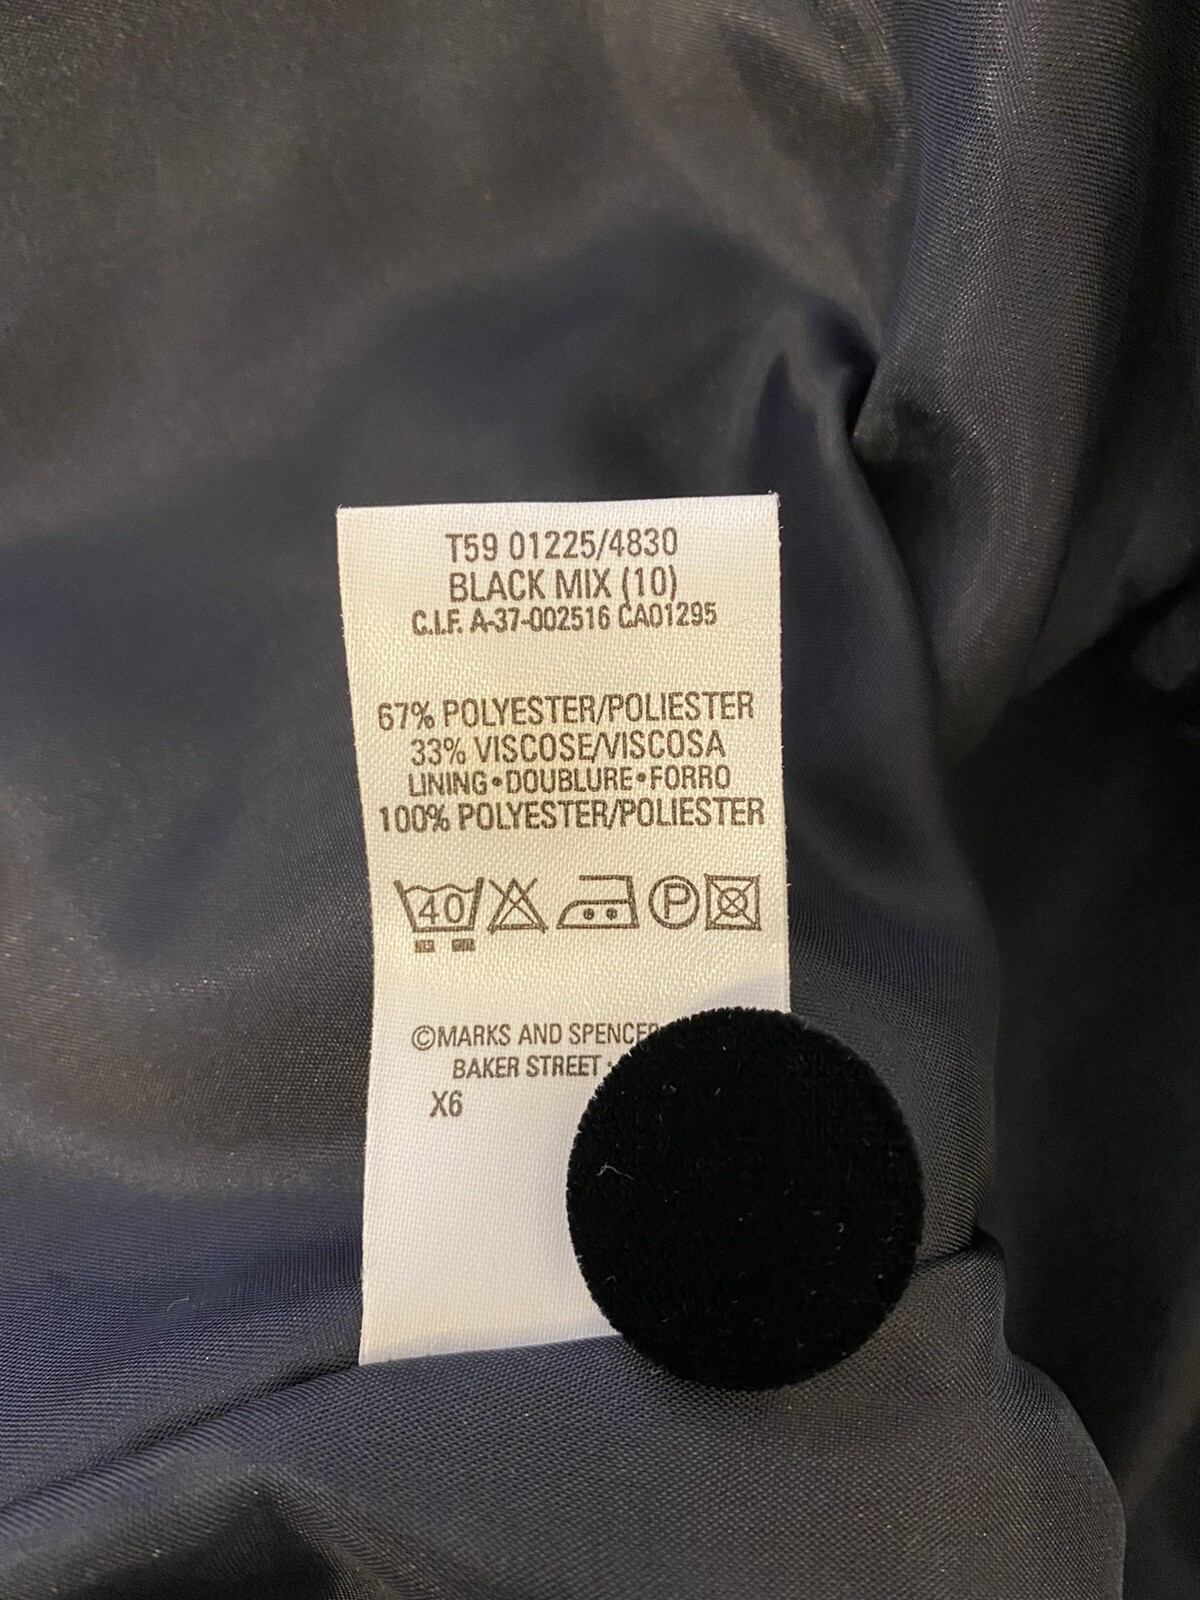 T59 01225/4830
BLACK MIX (10)
C.I.F. A-37-002516 CA01295
67% POLYESTER/POLIESTER
33% VISCOSE/VISCOSA
LINING•DOUBLURE•FORRO
100% POLYESTER/POLIESTER
40 P
©MARKS AND SPENCER
BAKER STREET •
X6